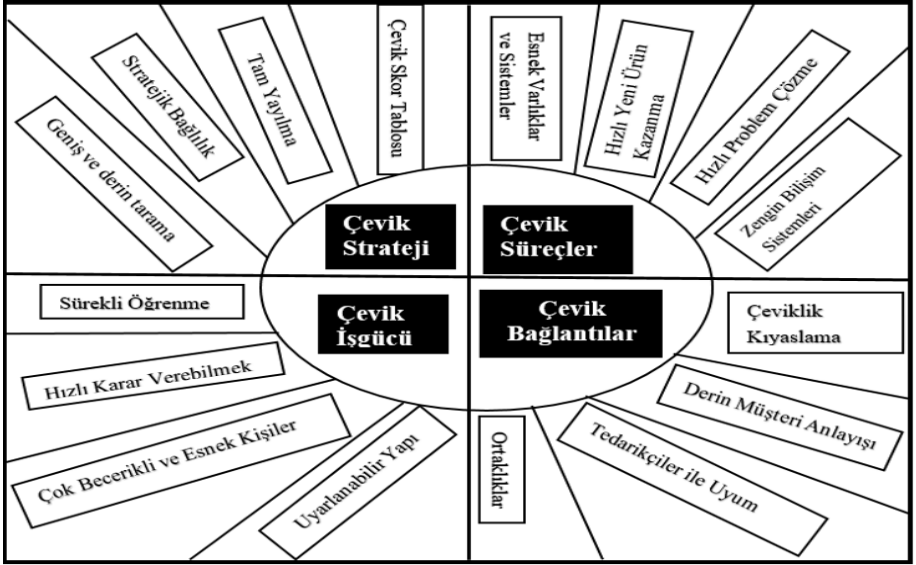 Geniş ve derin tarama
Stratejik Bağlılık
Tam Yayılma
Çevik Skor Tablosu
Esnek Varlıklar
ve Sistemler
Hızlı Yeni Ürün
Kazanma
Hızlı Problem Çözme
Zengin Bilişim
Sistemleri
Çevik
Strateji
Çevik
Süreçler
Çevik
İşgücü
Çevik
Bağlantılar
Sürekli Öğrenme
Hızlı Karar Verebilmek
Çok Becerikli ve Esnek Kişiler
Uyarlanabilir Yapı
Ortaklıklar
Tedarikçiler ile Uyum
Derin Müşteri Anlayışı
Çeviklik
Kıyaslama